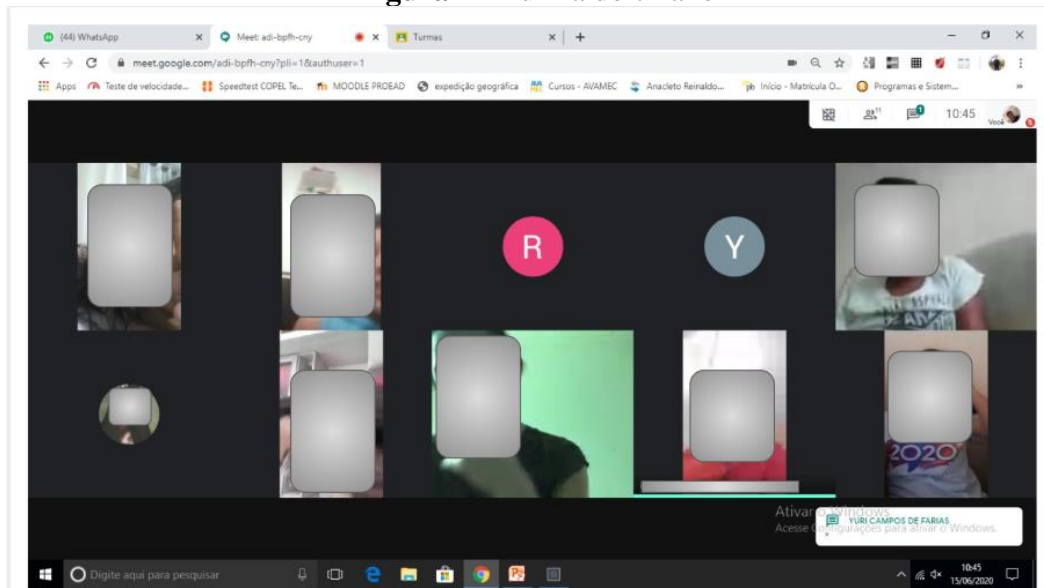 (44) WhatsApp
Meet: adi-bpfh-cny
Turmas
meet.google.com/adi-bpfh-cny?pli=1&authuser=1
Apps
Teste de velocidade...
Speedtest COPEL Te...
MOODLE PROEAD
expedição geográfica
Cursos - AVAMEC
Anacleto Reinaldo...
Início - Matrícula O...
Programas e Sistem...
11
1
10:45
Você
R
Y
2020
Ativar o Windows
Acesse Configurações para ativar o Windows.
YURI CAMPOS DE FARIAS
Digite aqui para pesquisar
10:45
15/06/2020